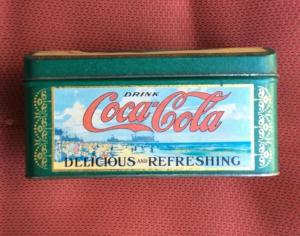 DRINK
Coca-Cola
DELICIOUS AND REFRESHING